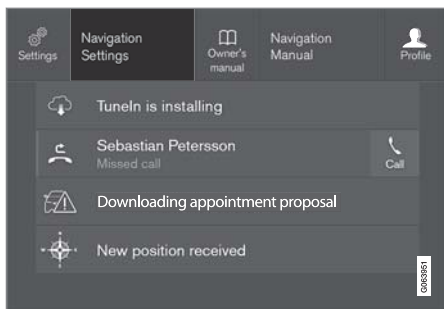 Settings
Navigation
Settings
Owner's
manual
Navigation
Manual
Profile
TuneIn is installing
Sebastian Petersson
Missed call
Call
Downloading appointment proposal
New position received
G063951